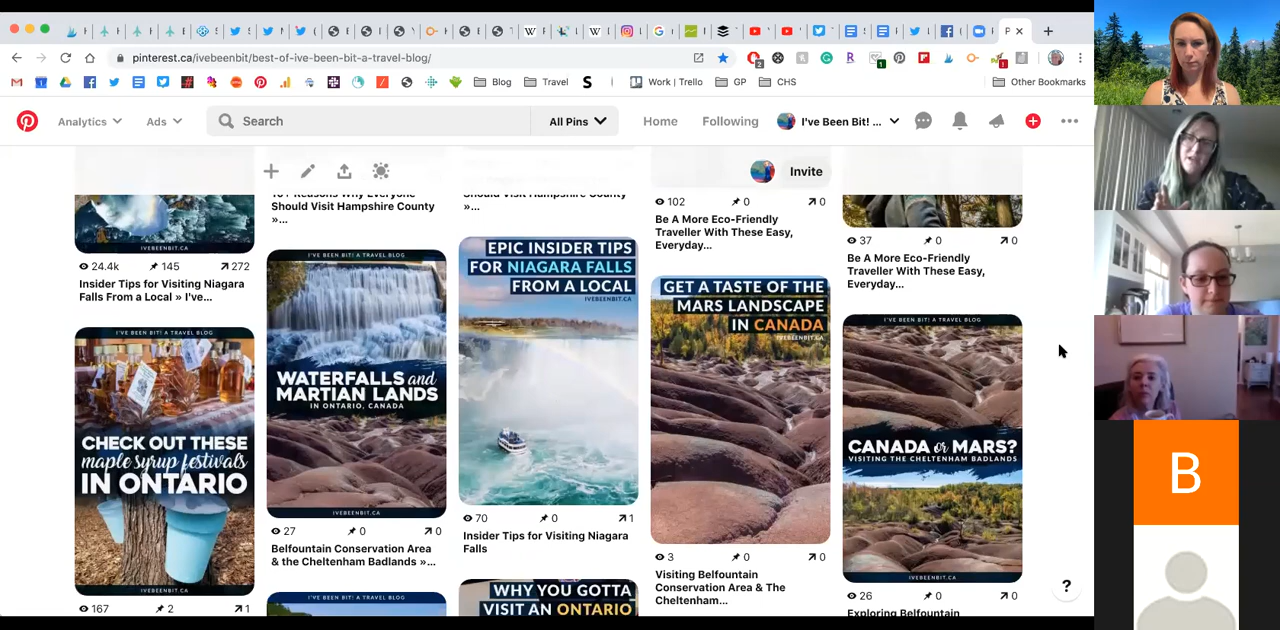 pinterest.ca/ivebeenbit/best-of-ive-been-bit-a-travel-blog/
Blog
Travel
Work | Trello
GP
CHS
Other Bookmarks
Analytics
Ads
Search
All Pins
Home
Following
I've Been Bit! ...
Invite
24.4k 145 272
Insider Tips for Visiting Niagara
Falls From a Local » I've...
I'VE BEEN BIT! A TRAVEL BLOG
CHECK OUT THESE
maple syrup festivals
IN ONTARIO
IVEBEENBIT.CA
167 2 1
10+ Reasons Why Everyone
Should Visit Hampshire County
»...
I'VE BEEN BIT! A TRAVEL BLOG
WATERFALLS and
MARTIAN LANDS
IN ONTARIO, CANADA
IVEBEENBIT.CA
27 0 0
Belfountain Conservation Area
& the Cheltenham Badlands »...
I'VE BEEN BIT! A TRAVEL BLOG
Should Visit Hampshire County
»...
EPIC INSIDER TIPS
FOR NIAGARA FALLS
FROM A LOCAL
IVEBEENBIT.CA
70 0 1
Insider Tips for Visiting Niagara
Falls
WHY YOU GOTTA
VISIT AN ONTARIO
102 0 0
Be A More Eco-Friendly
Traveller With These Easy,
Everyday...
GET A TASTE OF THE
MARS LANDSCAPE
IN CANADA
IVEBEENBIT.CA
3 0 0
Visiting Belfountain
Conservation Area & The
Cheltenham...
37 0 0
Be A More Eco-Friendly
Traveller With These Easy,
Everyday...
I'VE BEEN BIT! A TRAVEL BLOG
CANADA or MARS?
VISITING THE CHELTENHAM BADLANDS
IVEBEENBIT.CA
26 0 0
Exploring Belfountain
?
B